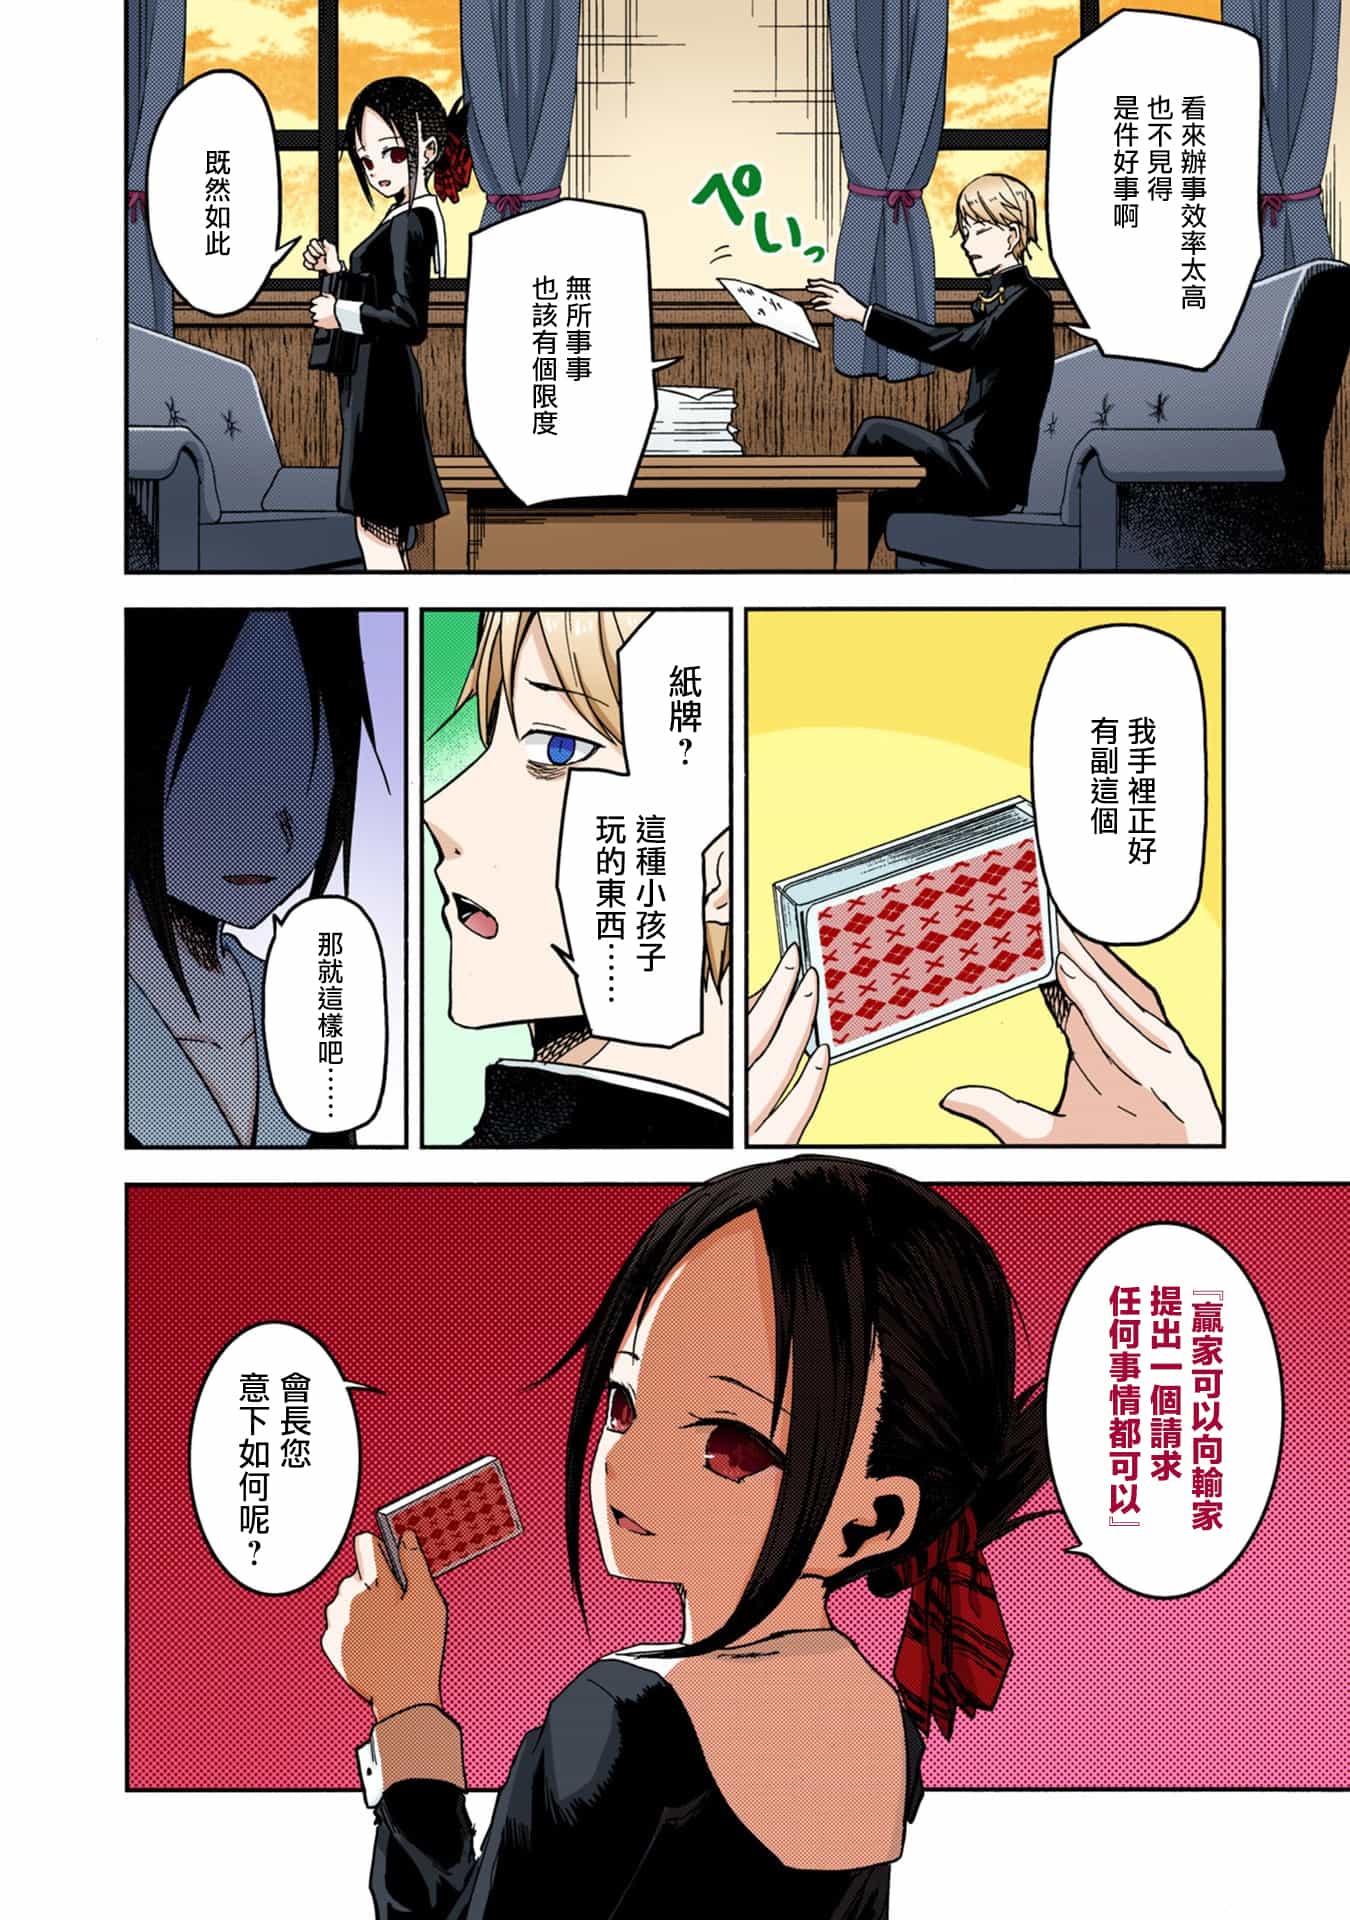 看來辦事效率太高
也不見得
是件好事啊
ぺいっ
無所事事
也該有個限度
既然如此
我手裡正好
有副這個
紙牌?
這種小孩子
玩的東西……
那就這樣吧……
『贏家可以向輸家
提出一個請求
任何事情都可以』
會長您
意下如何呢?